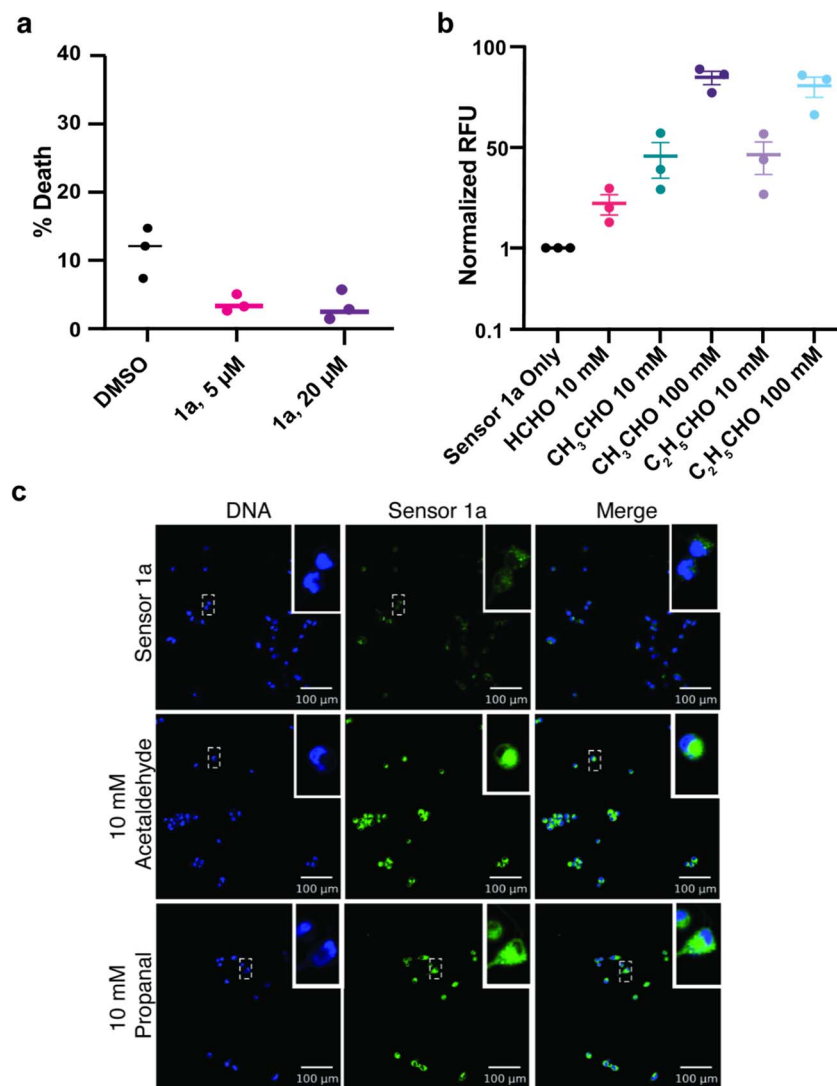 a
% Death
40
30
20
10
0
DMSO
1a, 5 µM
1a, 20 µM
b
Normalized RFU
100
50
1
0.1
Sensor 1a Only
HCHO 10 mM
CH₃CHO 10 mM
CH₃CHO 100 mM
C₂H₅CHO 10 mM
C₂H₅CHO 100 mM
c
DNA
Sensor 1a
Merge
Sensor 1a
100 µm
100 µm
100 µm
10 mM
Acetaldehyde
100 µm
100 µm
100 µm
10 mM
Propanal
100 µm
100 µm
100 µm